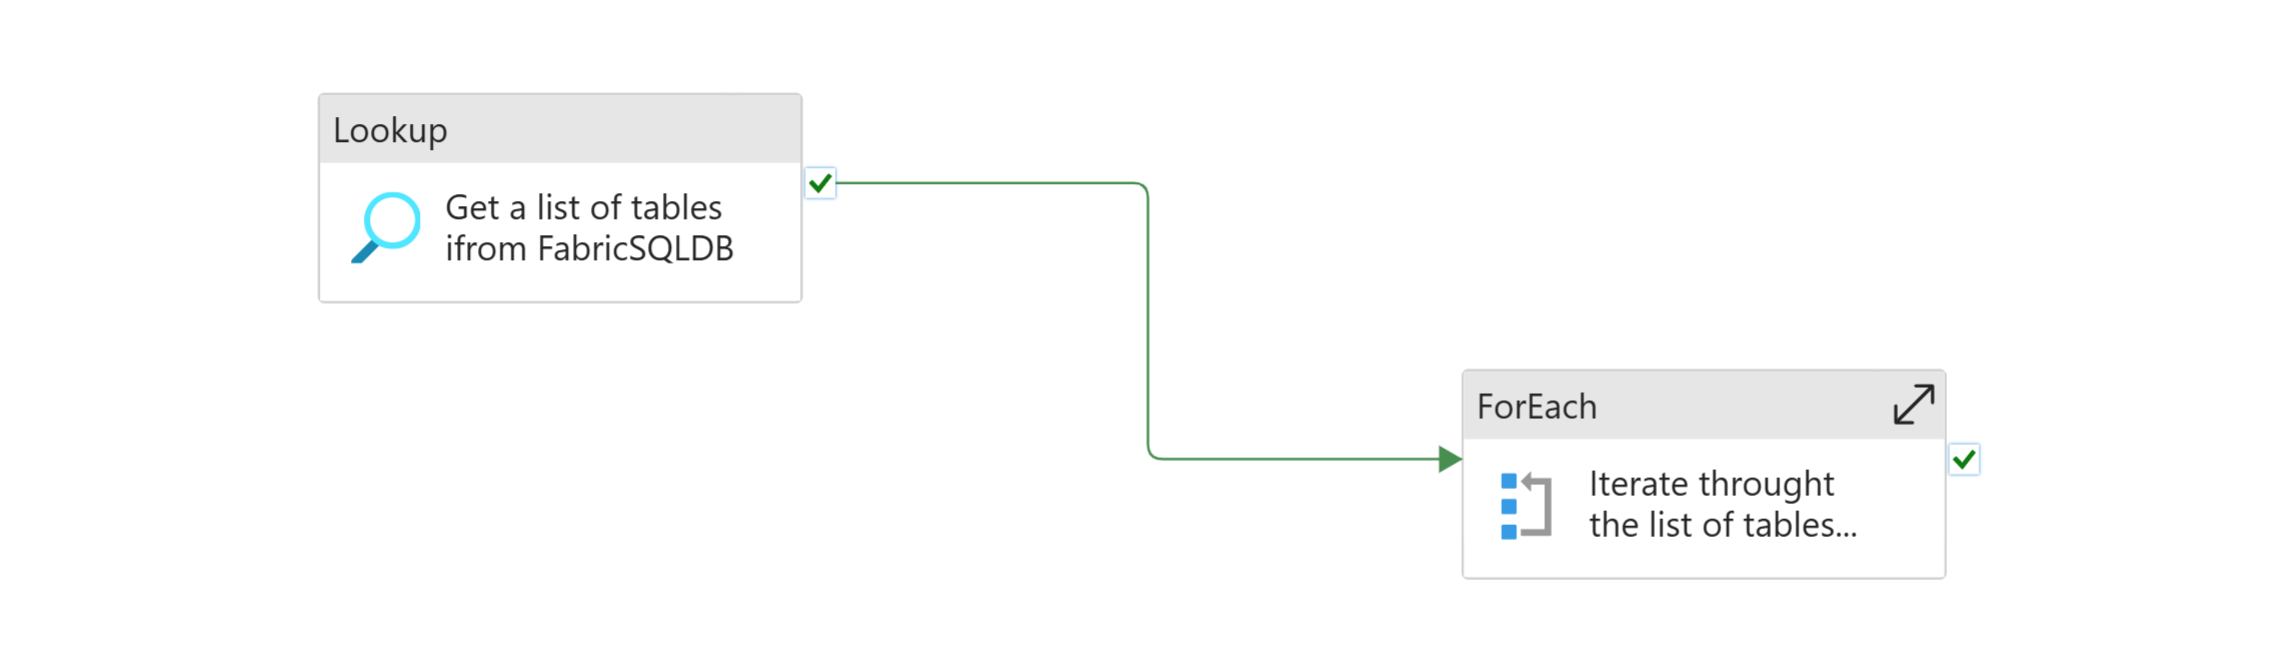 Lookup
Get a list of tables
ifrom FabricSQLDB
ForEach
Iterate throught
the list of tables...